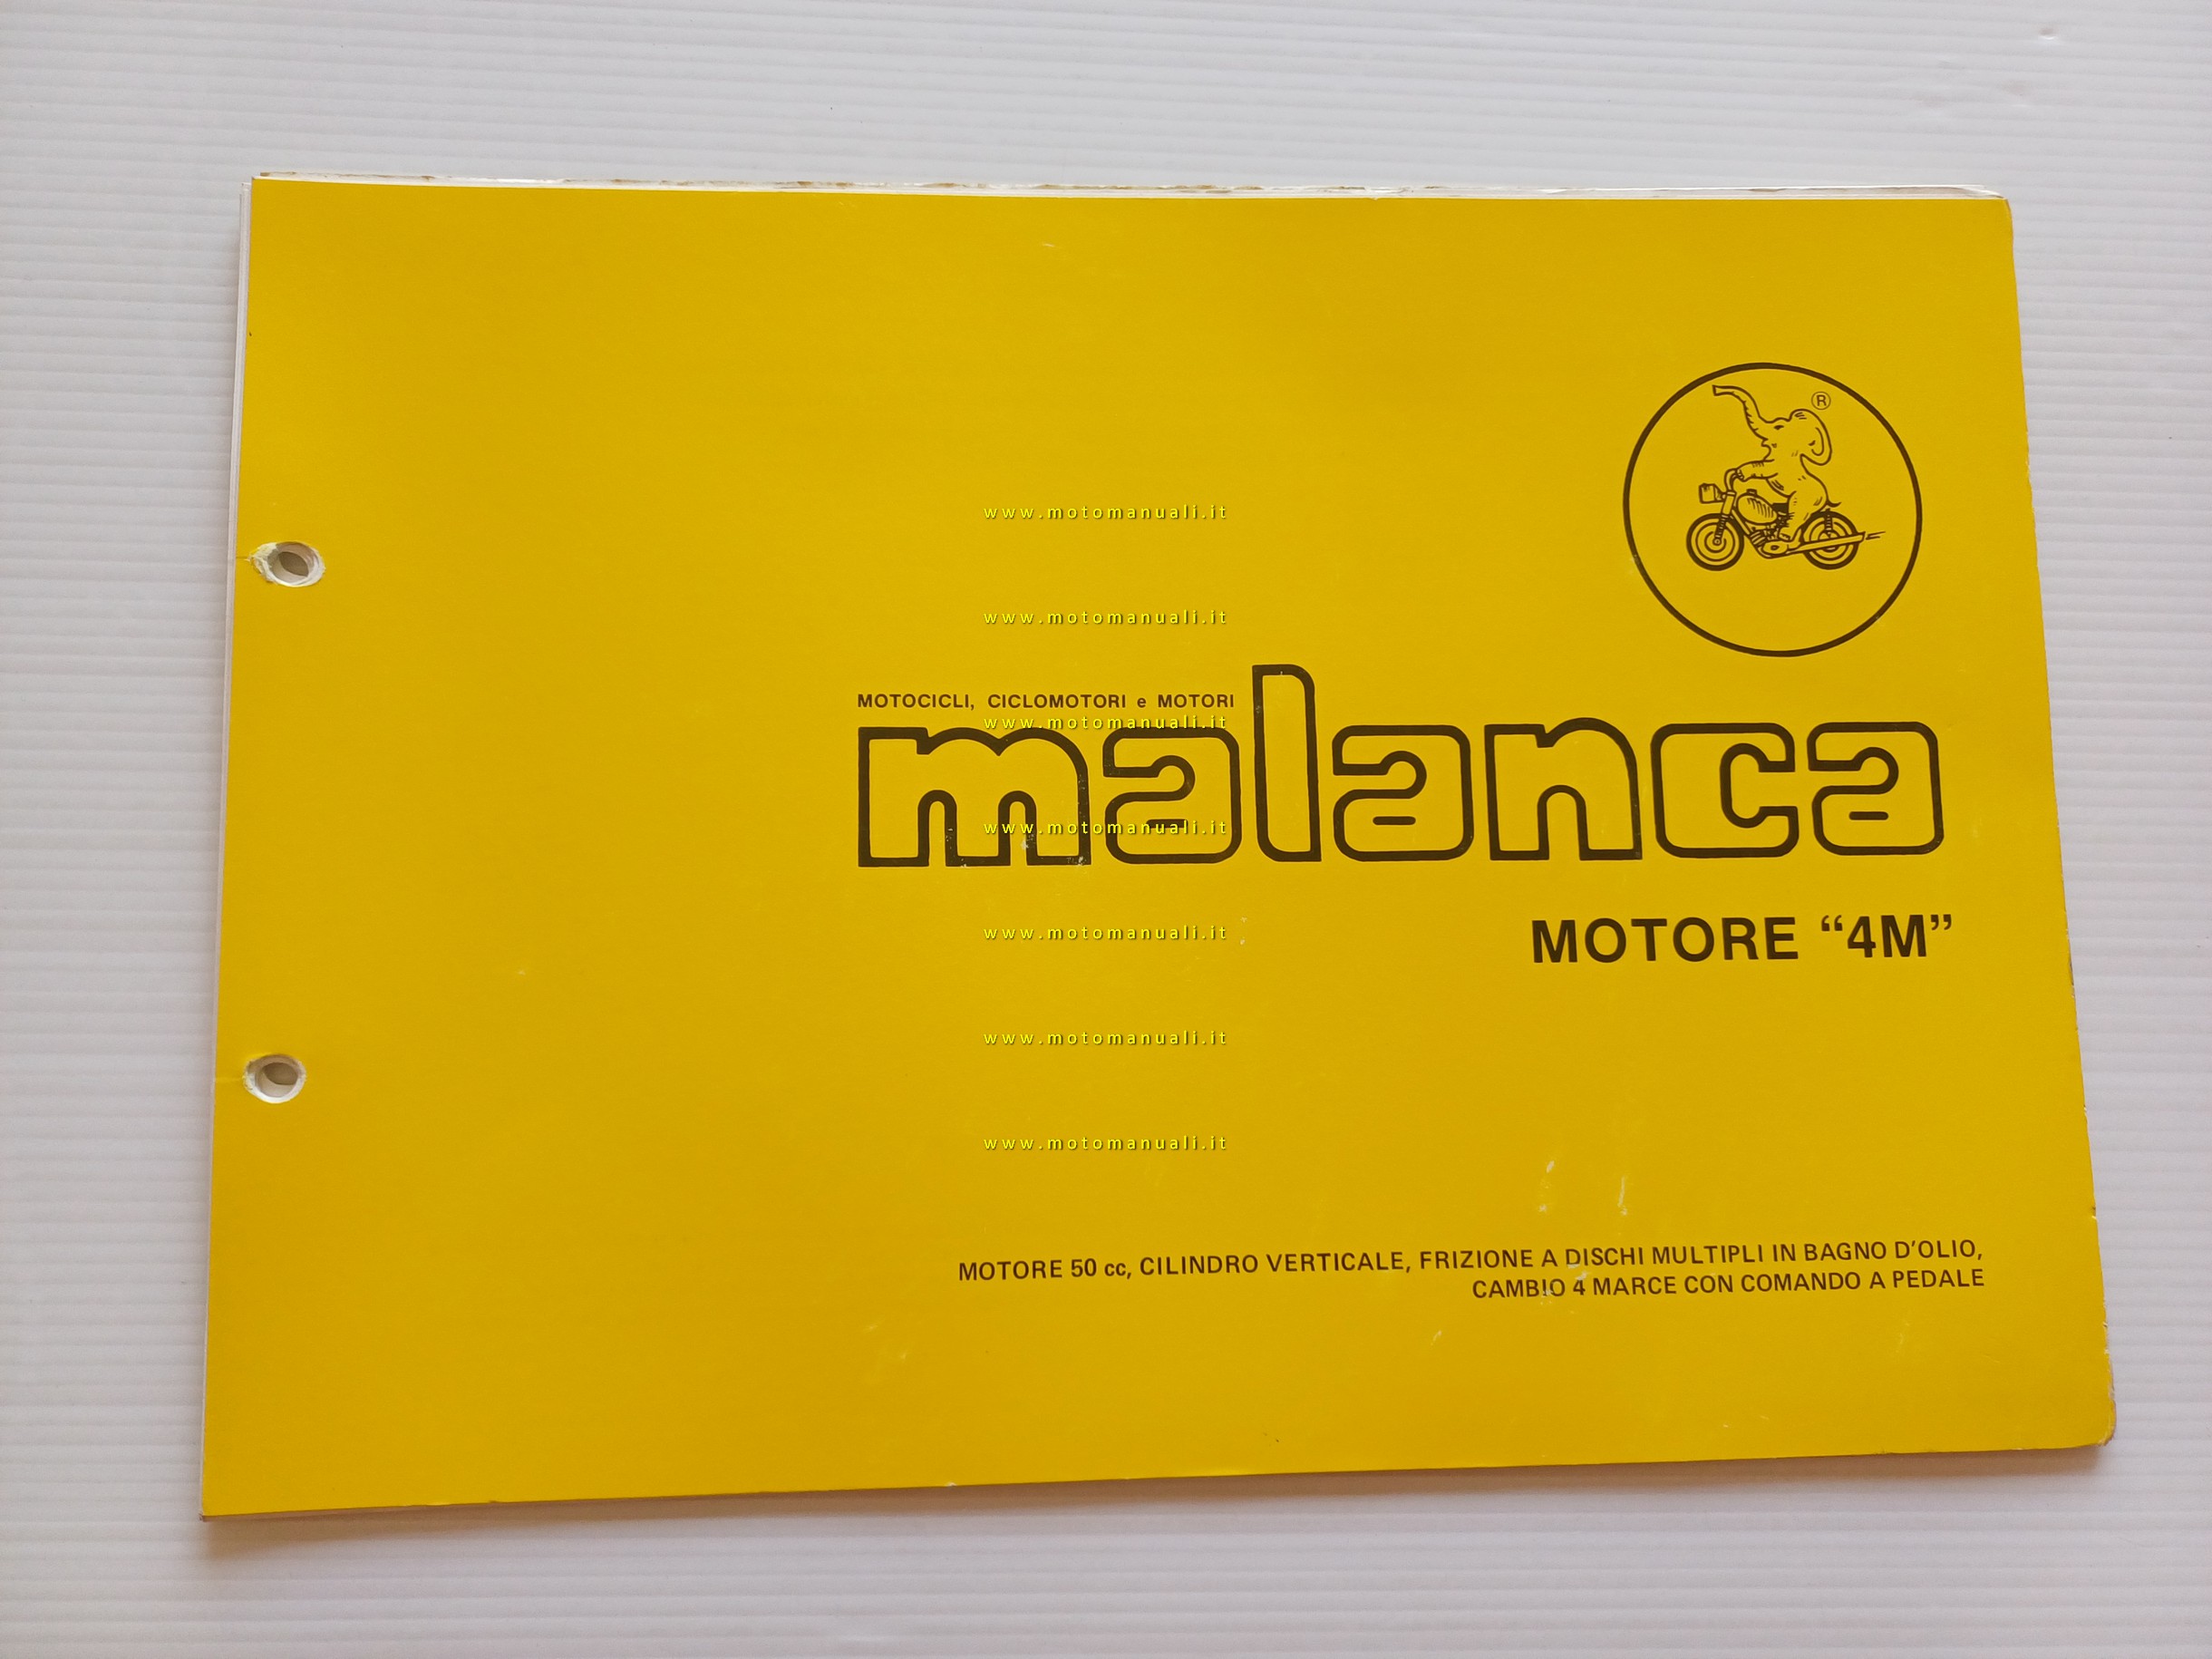 ®
www.motomanuali.it
www.motomanuali.it
MOTOCICLI, CICLOMOTORI e MOTORI
www.motomanuali.it
malanca
www.motomanuali.it
MOTORE “4M”
www.motomanuali.it
www.motomanuali.it
www.motomanuali.it
MOTORE 50 cc, CILINDRO VERTICALE, FRIZIONE A DISCHI MULTIPLI IN BAGNO D’OLIO,
CAMBIO 4 MARCE CON COMANDO A PEDALE